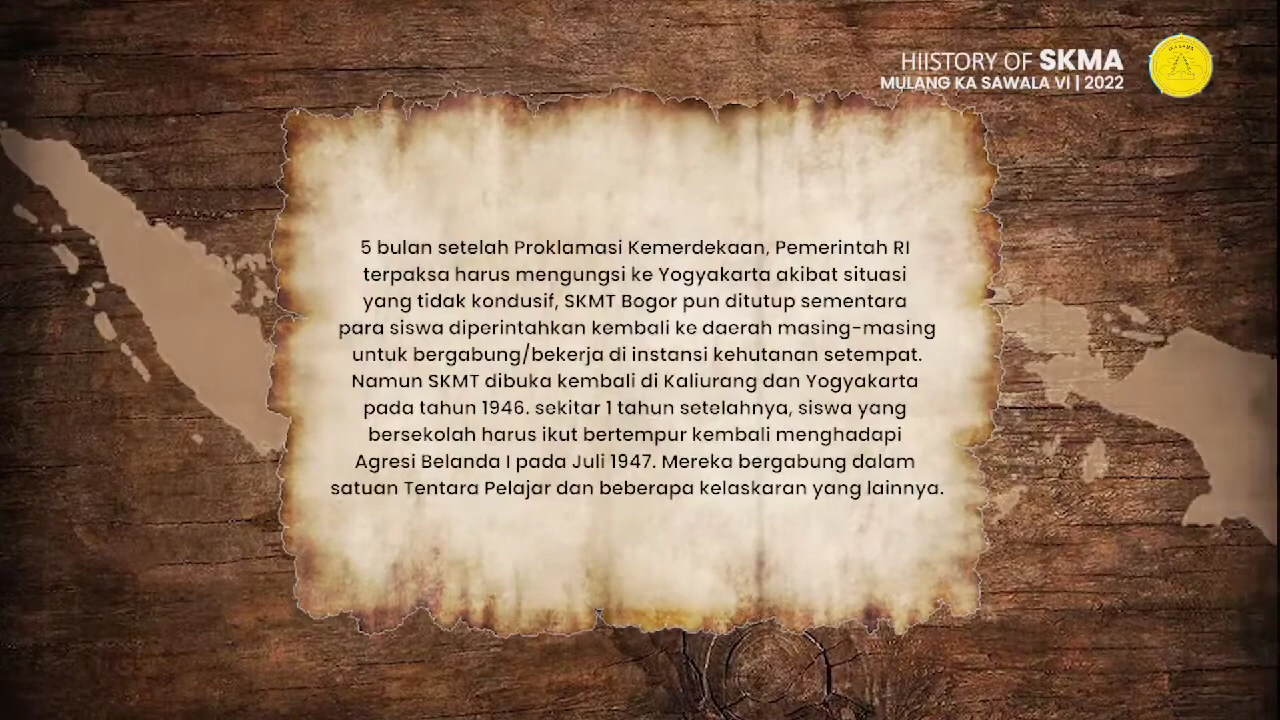 HIISTORY OF SKMA
MULANG KA SAWALA VI | 2022
5 bulan setelah Proklamasi Kemerdekaan, Pemerintah RI
terpaksa harus mengungsi ke Yogyakarta akibat situasi
yang tidak kondusif, SKMT Bogor pun ditutup sementara
para siswa diperintahkan kembali ke daerah masing-masing
untuk bergabung/bekerja di instansi kehutanan setempat.
Namun SKMT dibuka kembali di Kaliurang dan Yogyakarta
pada tahun 1946. sekitar 1 tahun setelahnya, siswa yang
bersekolah harus ikut bertempur kembali menghadapi
Agresi Belanda I pada Juli 1947. Mereka bergabung dalam
satuan Tentara Pelajar dan beberapa kelaskaran yang lainnya.